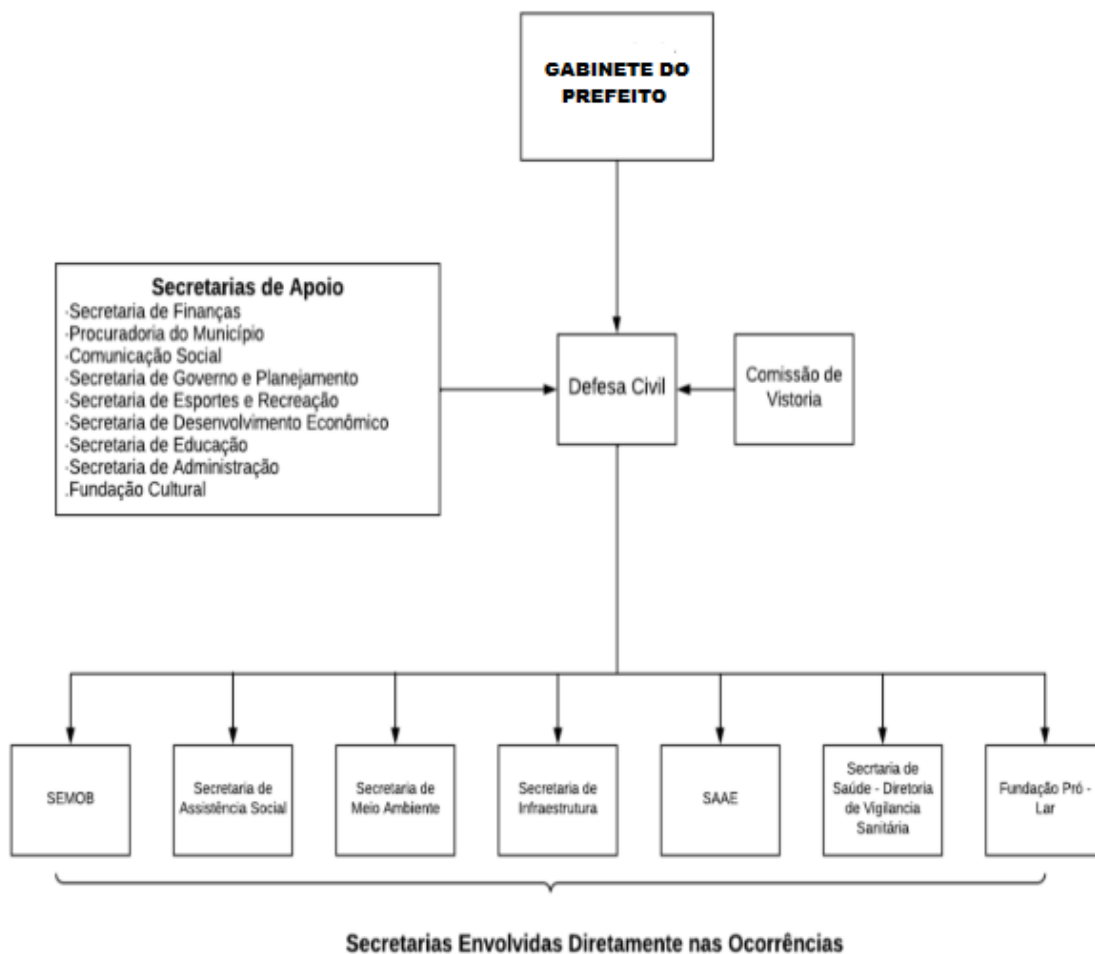 GABINETE DO
PREFEITO
Secretarias de Apoio
·Secretaria de Finanças
·Procuradoria do Município
·Comunicação Social
·Secretaria de Governo e Planejamento
·Secretaria de Esportes e Recreação
·Secretaria de Desenvolvimento Econômico
·Secretaria de Educação
·Secretaria de Administração
.Fundação Cultural
Defesa Civil
Comissão de
Vistoria
SEMOB
Secretaria de
Assistência Social
Secretaria de
Meio Ambiente
Secretaria de
Infraestrutura
SAAE
Secrtaria de
Saúde - Diretoria
de Vigilancia
Sanitária
Fundação Pró -
Lar
Secretarias Envolvidas Diretamente nas Ocorrências